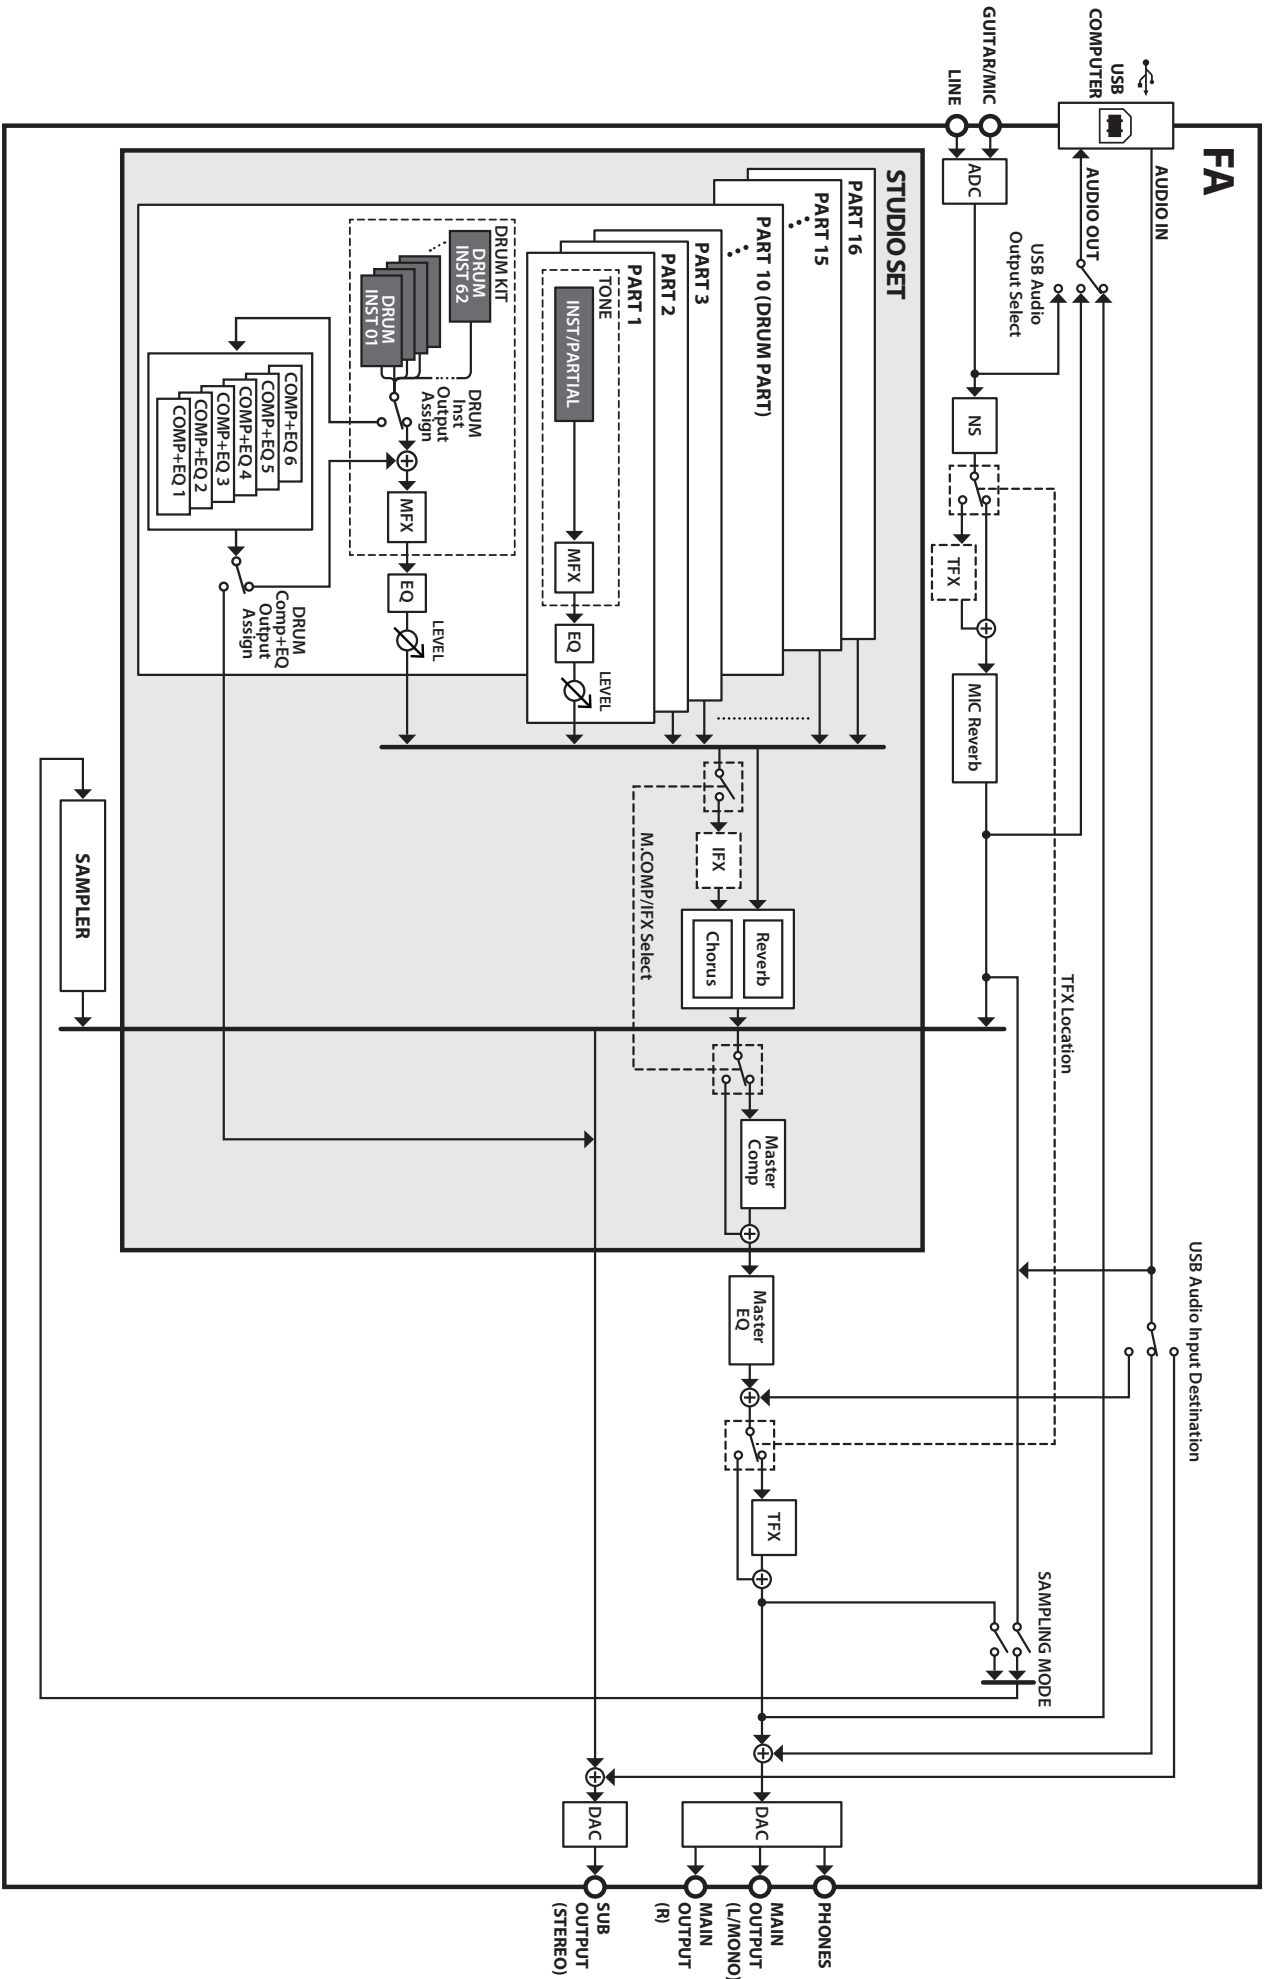 FA
COMPUTER
USB
GUITAR/MIC
LINE
AUDIO IN
AUDIO OUT
USB Audio
Output Select
ADC
NS
TFX
MIC Reverb
TFX Location
USB Audio Input Destination
SAMPLING MODE
STUDIO SET
PART 16
PART 15
PART 10 (DRUM PART)
PART 3
PART 2
PART 1
TONE
INST/PARTIAL
MFX
EQ
LEVEL
DRUM KIT
DRUM
INST 62
DRUM
INST 01
DRUM
Inst
Output
Assign
MFX
EQ
LEVEL
COMP+EQ 6
COMP+EQ 5
COMP+EQ 4
COMP+EQ 3
COMP+EQ 2
COMP+EQ 1
DRUM
Comp+EQ
Output
Assign
IFX
M.COMP/IFX Select
Reverb
Chorus
Master
Comp
Master
EQ
TFX
SAMPLER
DAC
DAC
PHONES
MAIN
OUTPUT
(L/MONO)
MAIN
OUTPUT
(R)
SUB
OUTPUT
(STEREO)